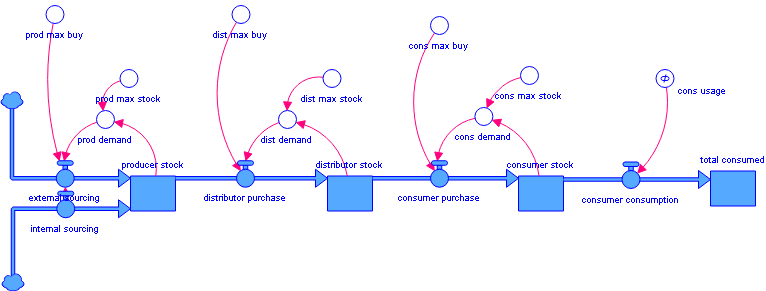 prod max buy
dist max buy
cons max buy
prod max stock
dist max stock
cons max stock
cons usage
prod demand
dist demand
cons demand
producer stock
distributor stock
consumer stock
total consumed
external sourcing
distributor purchase
consumer purchase
consumer consumption
internal sourcing